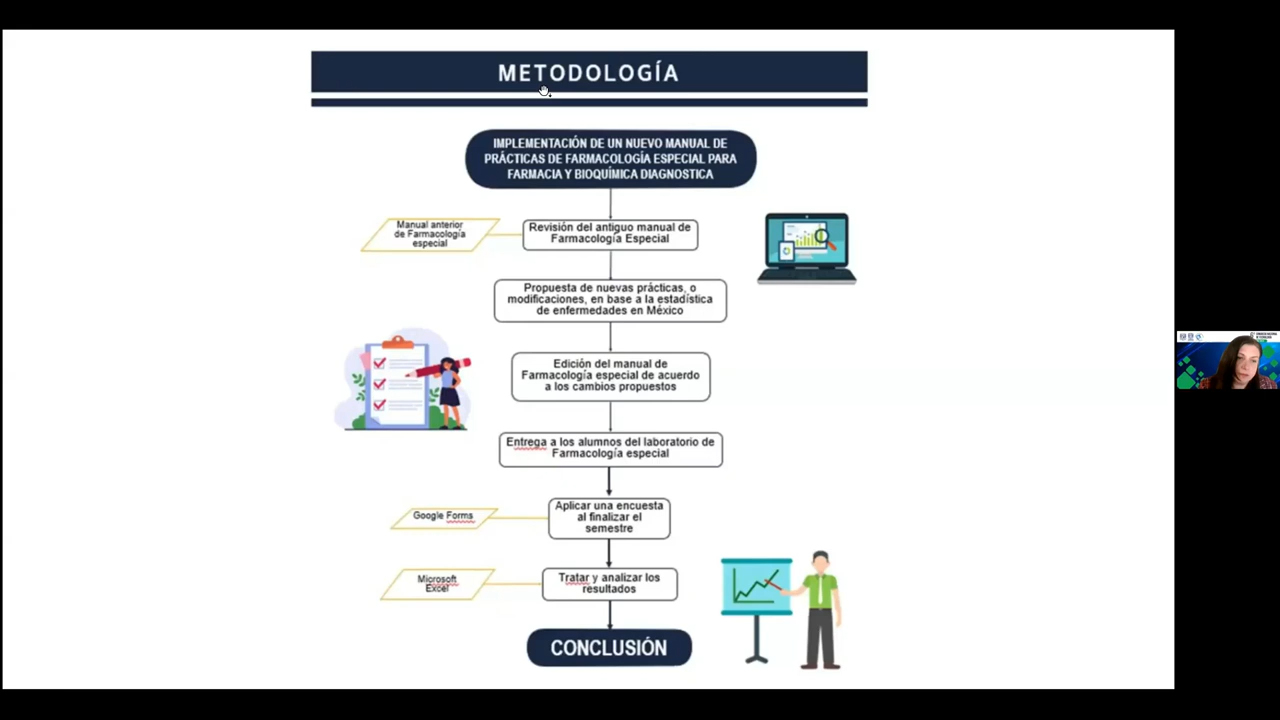 METODOLOGÍA
IMPLEMENTACIÓN DE UN NUEVO MANUAL DE
PRÁCTICAS DE FARMACOLOGÍA ESPECIAL PARA
FARMACIA Y BIOQUÍMICA DIAGNOSTICA
Manual anterior
de Farmacología
especial
Revisión del antiguo manual de
Farmacología Especial
Propuesta de nuevas prácticas, o
modificaciones, en base a la estadística
de enfermedades en México
Edición del manual de
Farmacología especial de acuerdo
a los cambios propuestos
Entrega a los alumnos del laboratorio de
Farmacología especial
Google Forms
Aplicar una encuesta
al finalizar el
semestre
Microsoft
Excel
Tratar y analizar los
resultados
CONCLUSIÓN